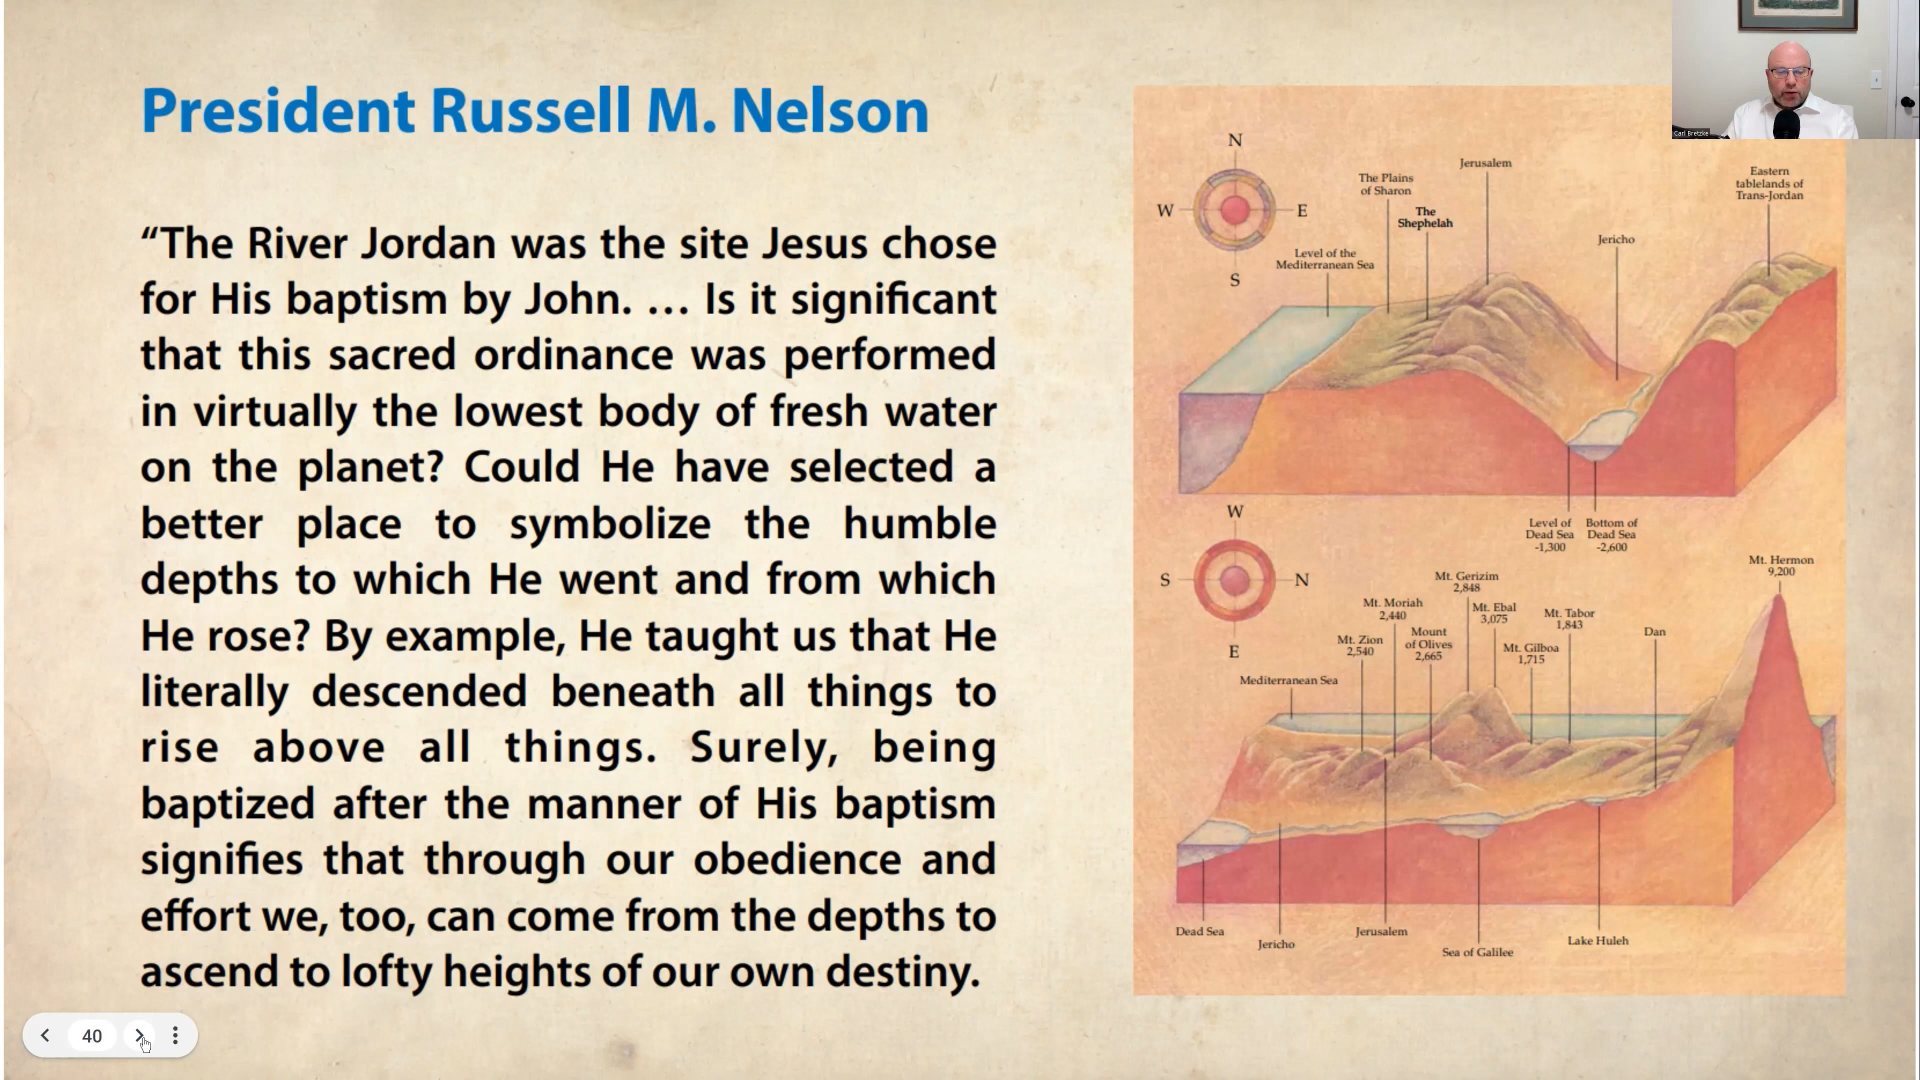 President Russell M. Nelson
“The River Jordan was the site Jesus chose
for His baptism by John. … Is it significant
that this sacred ordinance was performed
in virtually the lowest body of fresh water
on the planet? Could He have selected a
better place to symbolize the humble
depths to which He went and from which
He rose? By example, He taught us that He
literally descended beneath all things to
rise above all things. Surely, being
baptized after the manner of His baptism
signifies that through our obedience and
effort we, too, can come from the depths to
ascend to lofty heights of our own destiny.
40
Carl Bretzke
N
W
E
S
Level of the
Mediterranean Sea
The Plains
of Sharon
The
Shephelah
Jerusalem
Jericho
Eastern
tablelands of
Trans-Jordan
Level of
Dead Sea
-1,300
Bottom of
Dead Sea
-2,600
W
S
N
E
Mediterranean Sea
Mt. Zion
2,540
Mt. Moriah
2,440
Mount
of Olives
2,665
Mt. Gerizim
2,848
Mt. Ebal
3,075
Mt. Gilboa
1,715
Mt. Tabor
1,843
Dan
Mt. Hermon
9,200
Dead Sea
Jericho
Jerusalem
Sea of Galilee
Lake Huleh